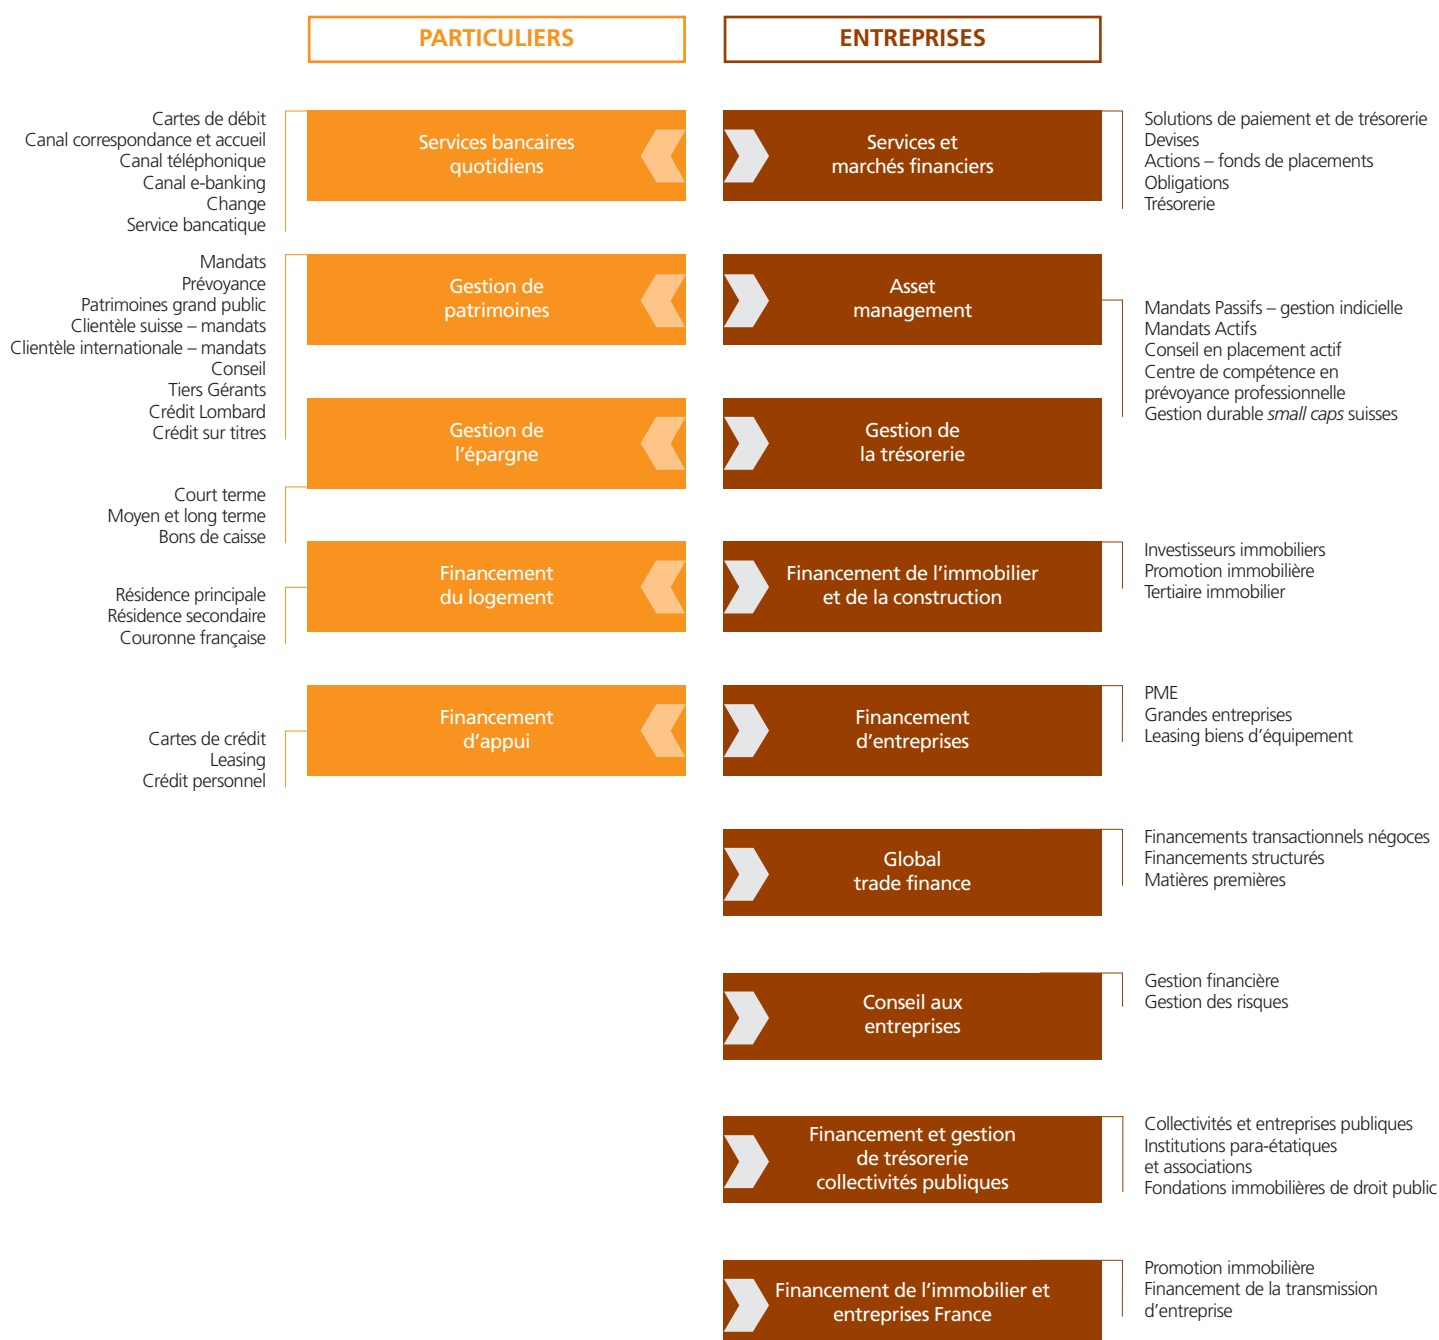 PARTICULIERS
ENTREPRISES
Cartes de débit
Canal correspondance et accueil
Canal téléphonique
Canal e-banking
Change
Service bancatique
Services bancaires
quotidiens
Services et
marchés financiers
Solutions de paiement et de trésorerie
Devises
Actions – fonds de placements
Obligations
Trésorerie
Mandats
Prévoyance
Patrimoines grand public
Clientèle suisse – mandats
Clientèle internationale – mandats
Conseil
Tiers Gérants
Crédit Lombard
Crédit sur titres
Gestion de
patrimoines
Asset
management
Mandats Passifs – gestion indicielle
Mandats Actifs
Conseil en placement actif
Centre de compétence en
prévoyance professionnelle
Gestion durable small caps suisses
Gestion de
l’épargne
Gestion de
la trésorerie
Court terme
Moyen et long terme
Bons de caisse
Résidence principale
Résidence secondaire
Couronne française
Financement
du logement
Financement de l’immobilier
et de la construction
Investisseurs immobiliers
Promotion immobilière
Tertiaire immobilier
Cartes de crédit
Leasing
Crédit personnel
Financement
d’appui
Financement
d’entreprises
PME
Grandes entreprises
Leasing biens d’équipement
Global
trade finance
Financements transactionnels négoces
Financements structurés
Matières premières
Conseil aux
entreprises
Gestion financière
Gestion des risques
Financement et gestion
de trésorerie
collectivités publiques
Collectivités et entreprises publiques
Institutions para-étatiques
et associations
Fondations immobilières de droit public
Financement de l’immobilier et
entreprises France
Promotion immobilière
Financement de la transmission
d’entreprise